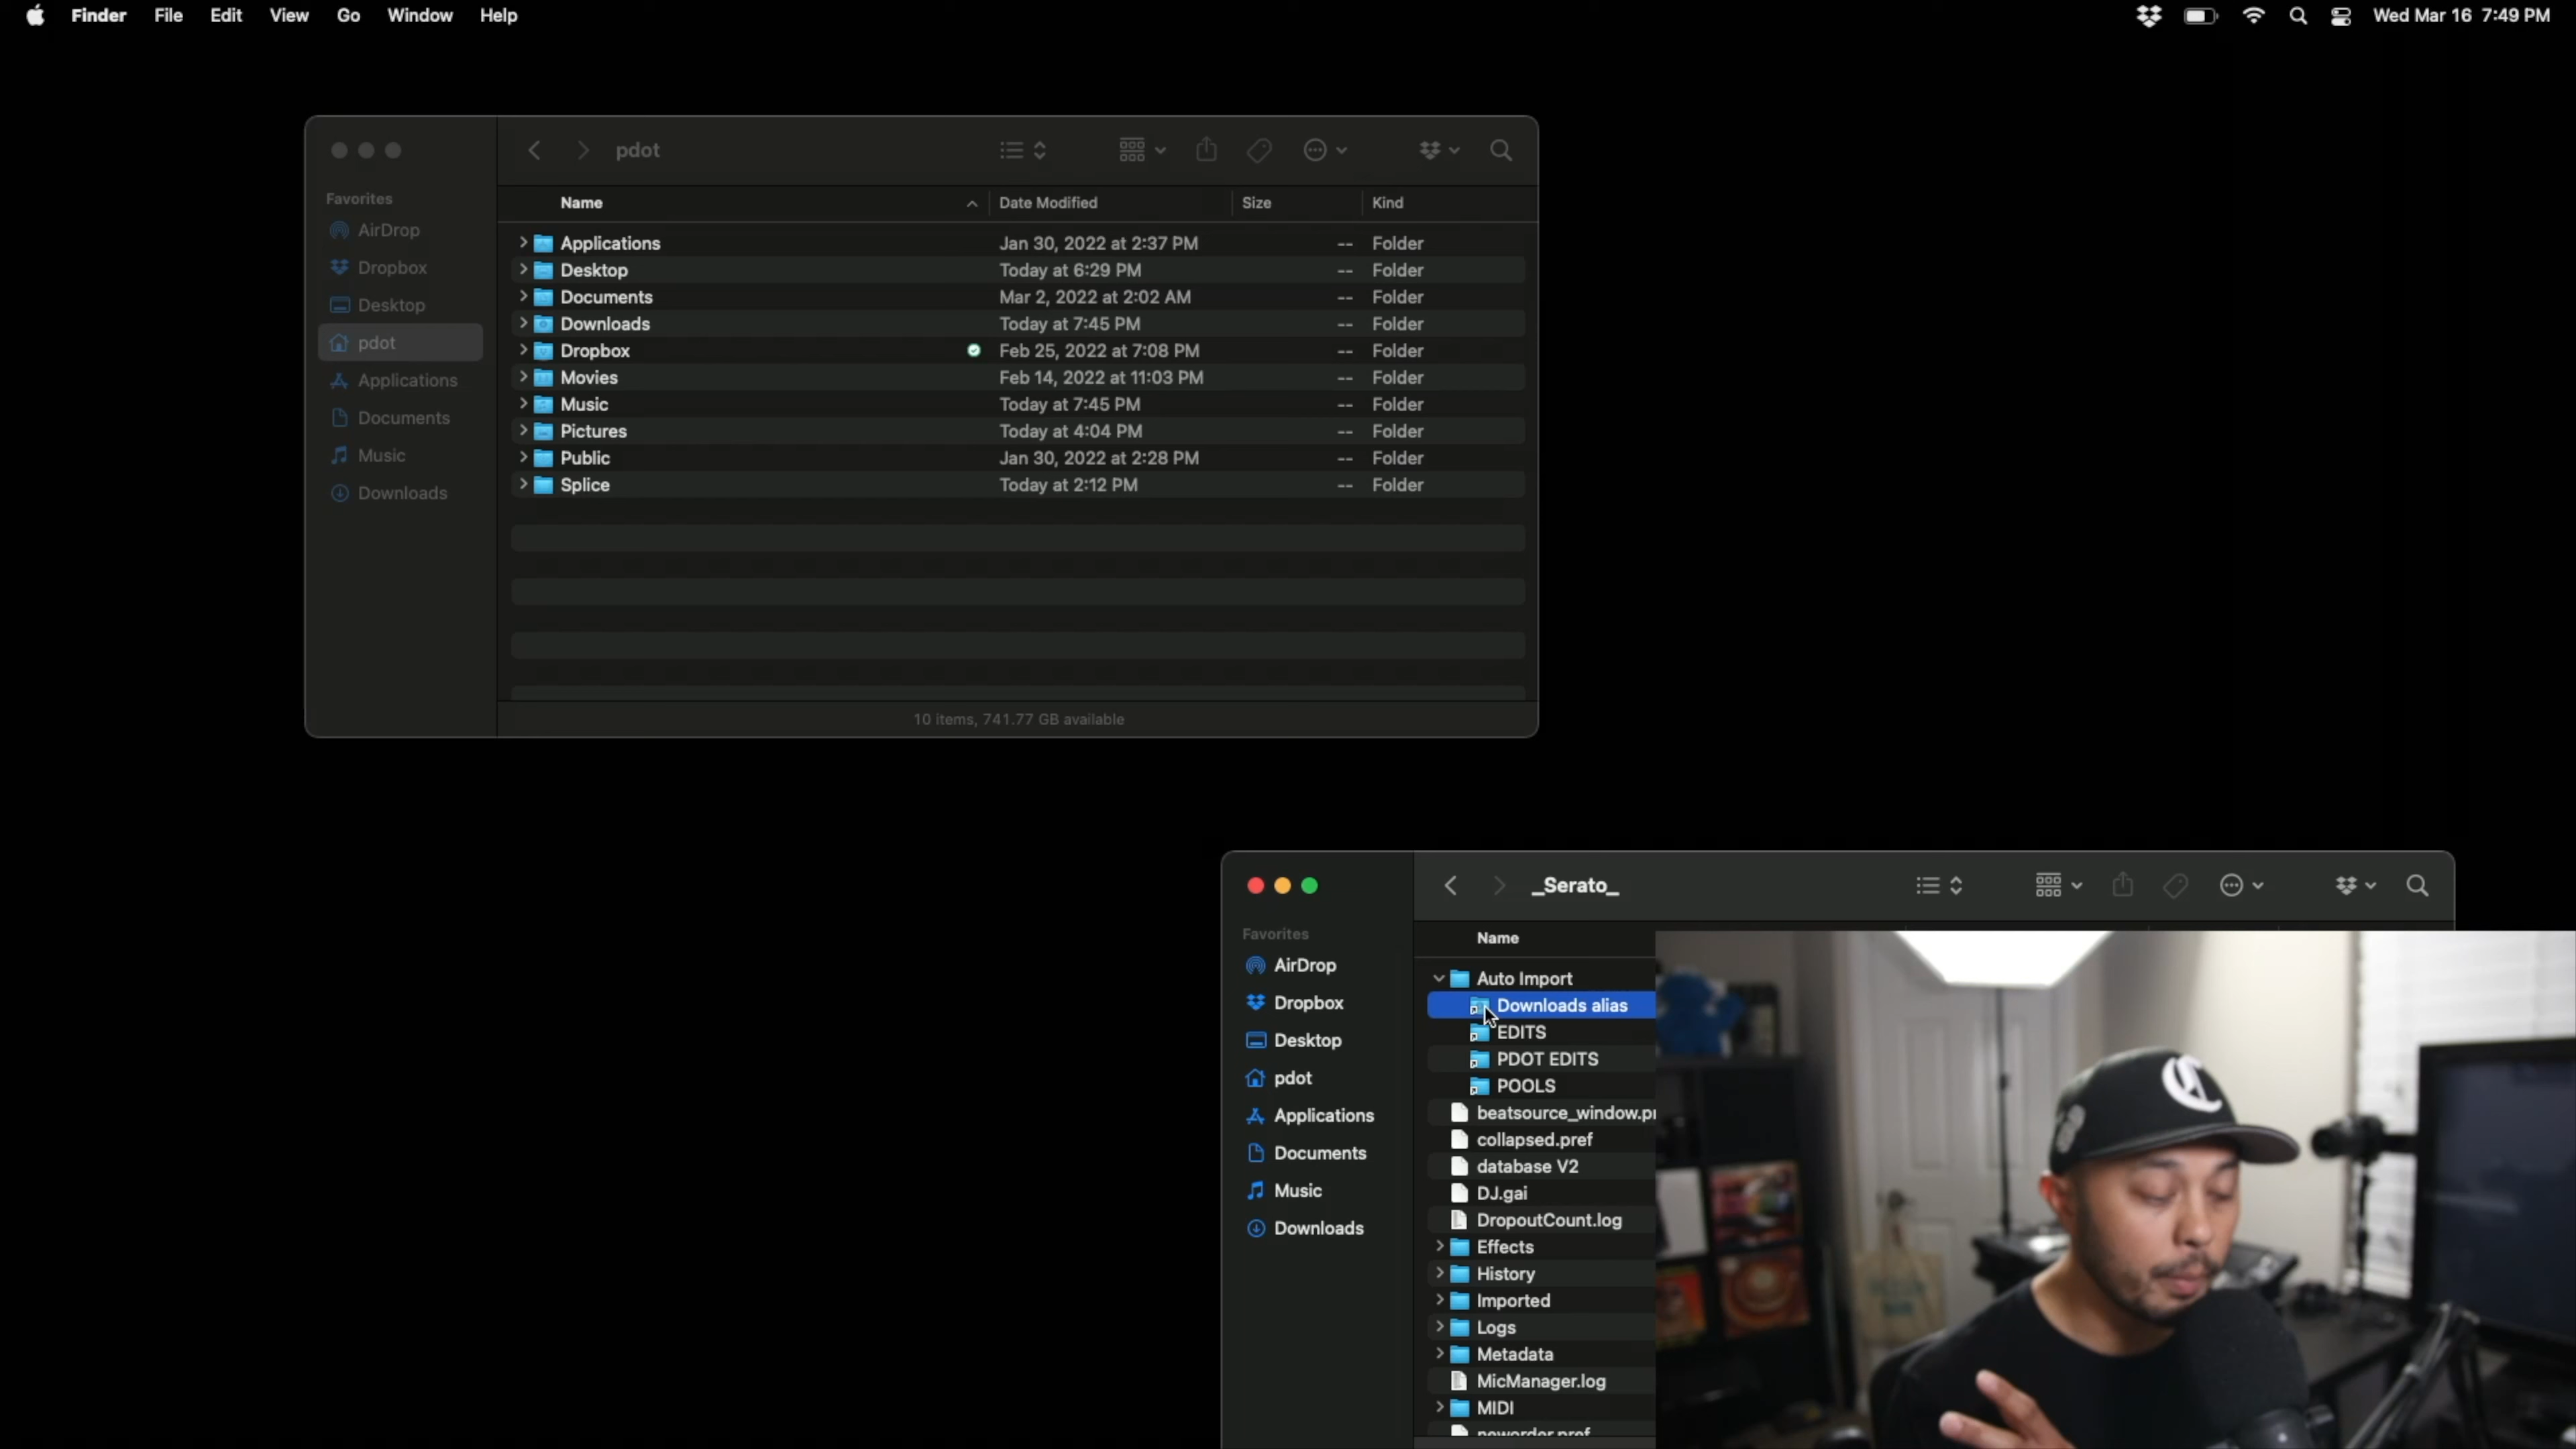 Finder File Edit View Go Window Help Wed Mar 16 7:49 PM
pdot
Favorites
AirDrop
Dropbox
Desktop
pdot
Applications
Documents
Music
Downloads
Name Date Modified Size Kind
Applications Jan 30, 2022 at 2:37 PM -- Folder
Desktop Today at 6:29 PM -- Folder
Documents Mar 2, 2022 at 2:02 AM -- Folder
Downloads Today at 7:45 PM -- Folder
Dropbox Feb 25, 2022 at 7:08 PM -- Folder
Movies Feb 14, 2022 at 11:03 PM -- Folder
Music Today at 7:45 PM -- Folder
Pictures Today at 4:04 PM -- Folder
Public Jan 30, 2022 at 2:28 PM -- Folder
Splice Today at 2:12 PM -- Folder
10 items, 741.77 GB available
_Serato_
Favorites
AirDrop
Dropbox
Desktop
pdot
Applications
Documents
Music
Downloads
Name
Auto Import
Downloads alias
EDITS
PDOT EDITS
POOLS
beatsource_window.pr
collapsed.pref
database V2
DJ.gai
DropoutCount.log
Effects
History
Imported
Logs
Metadata
MicManager.log
MIDI